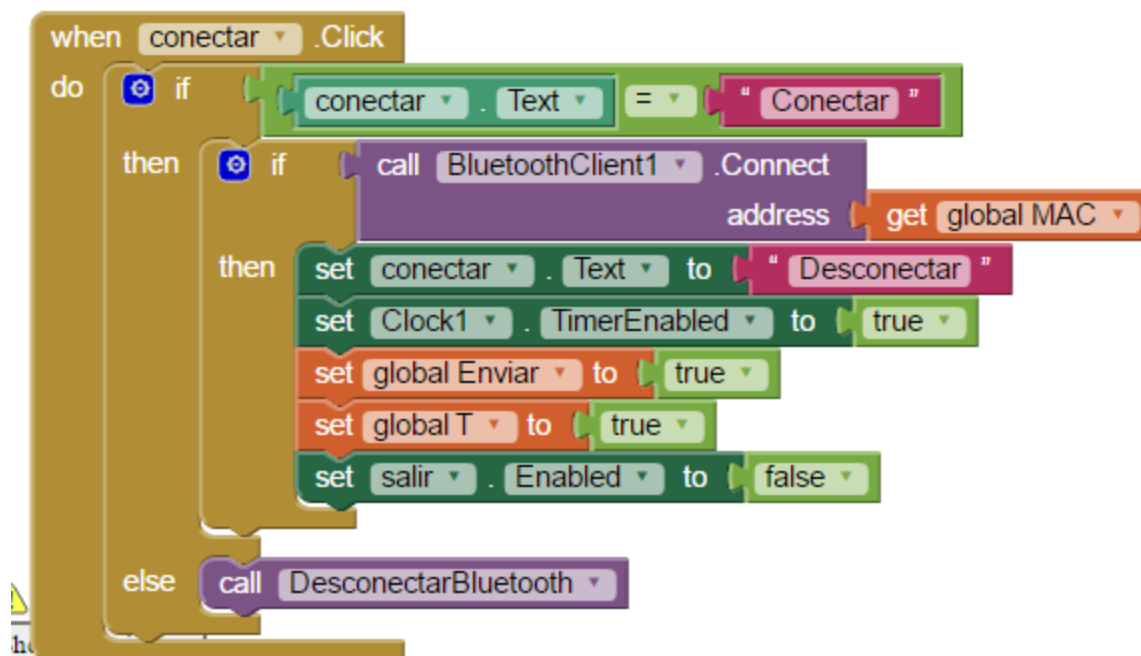 when conectar .Click
do if conectar . Text = " Conectar "
then if call BluetoothClient1 .Connect
address get global MAC
then set conectar . Text to " Desconectar "
set Clock1 . TimerEnabled to true
set global Enviar to true
set global T to true
set salir . Enabled to false
else call DesconectarBluetooth